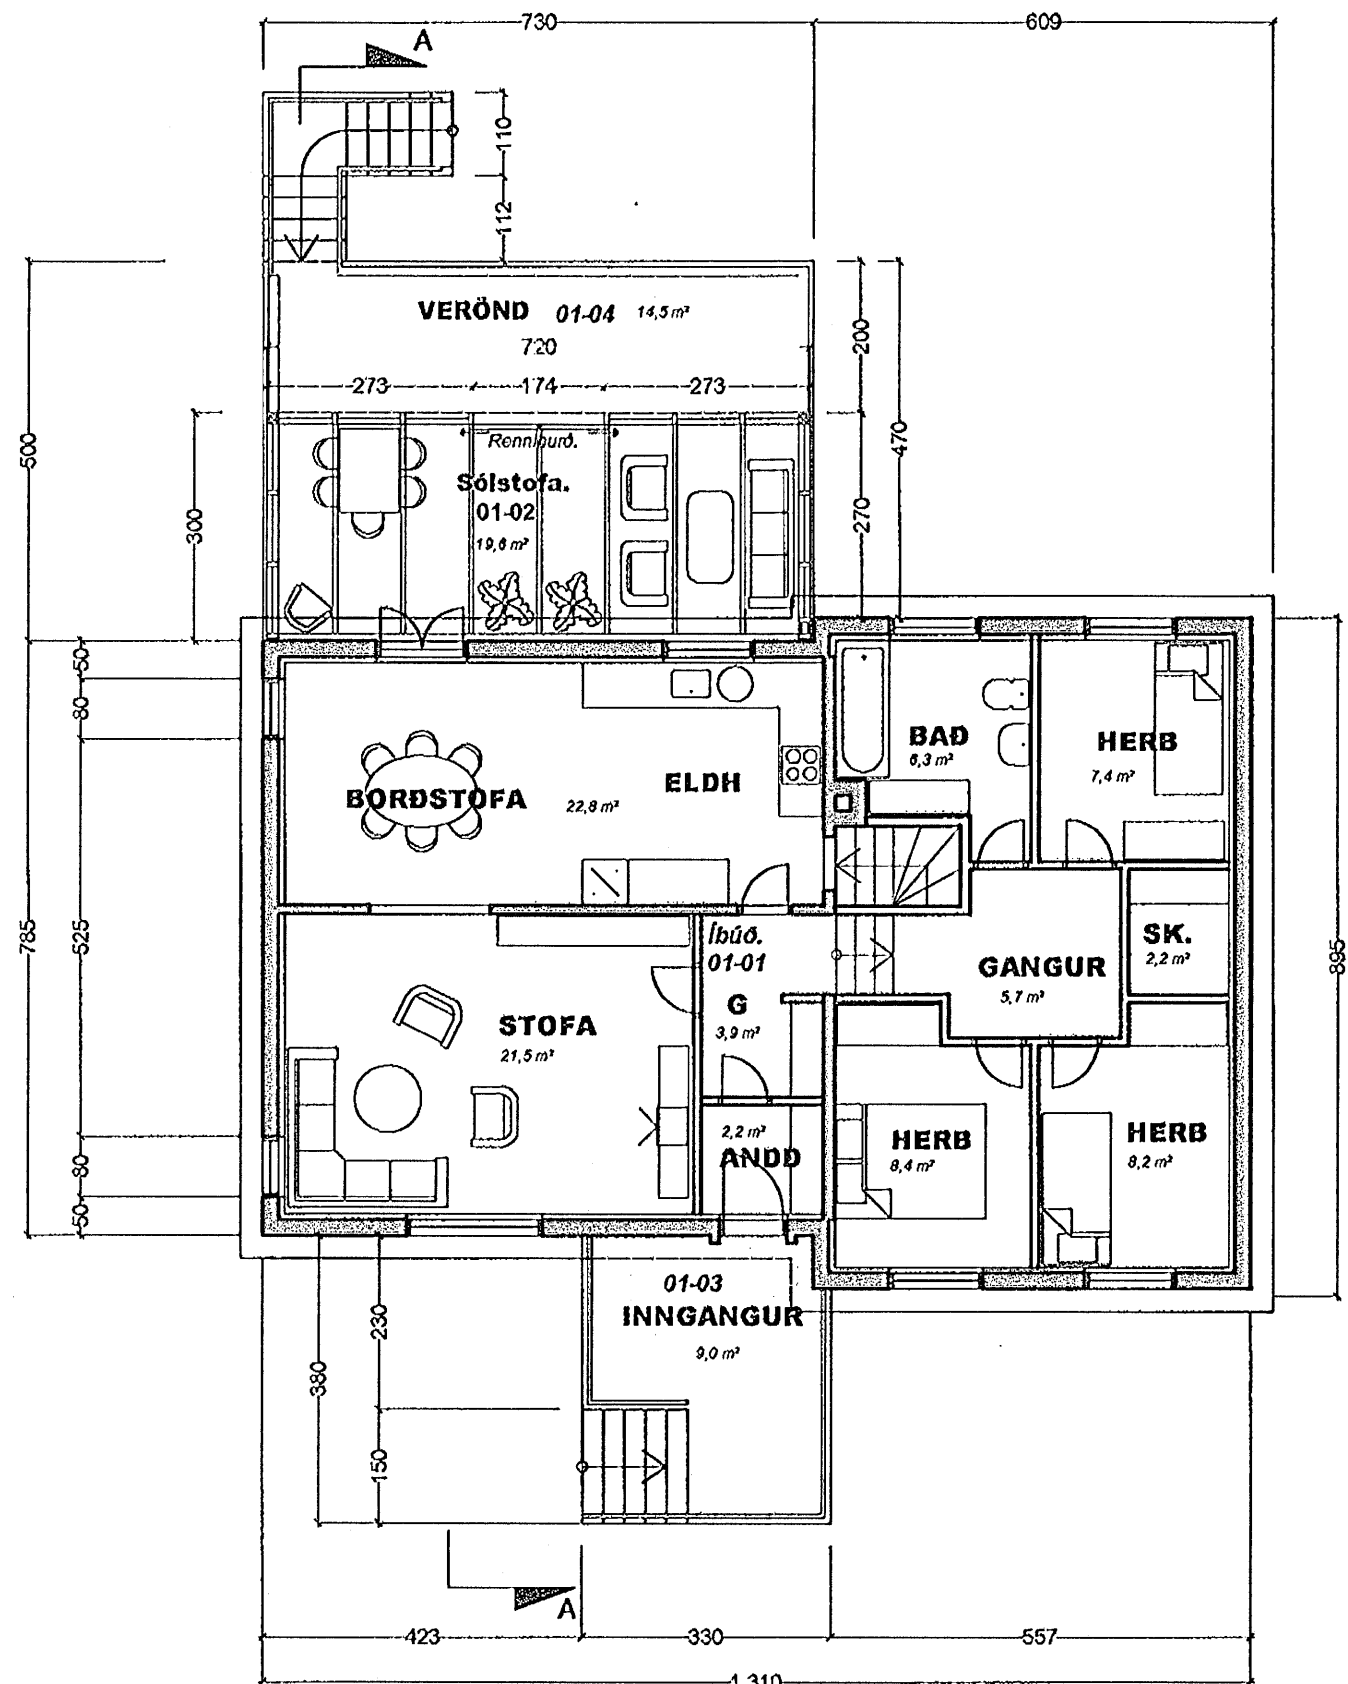 730
609
A
110
112
VERÖND 01-04 14,5 m²
720
273
174
273
200
470
500
300
270
Rennihurð.
Sólstofa.
01-02
19,6 m²
50
80
BAÐ
6,3 m²
HERB
7,4 m²
ELDH
BORÐSTOFA
22,8 m²
785
525
Íbúð.
01-01
SK.
2,2 m²
895
GANGUR
5,7 m²
G
3,9 m²
STOFA
21,5 m²
2,2 m²
ANDD
HERB
8,4 m²
HERB
8,2 m²
80
50
01-03
INNGANGUR
9,0 m²
230
380
150
A
423
330
557
1.310